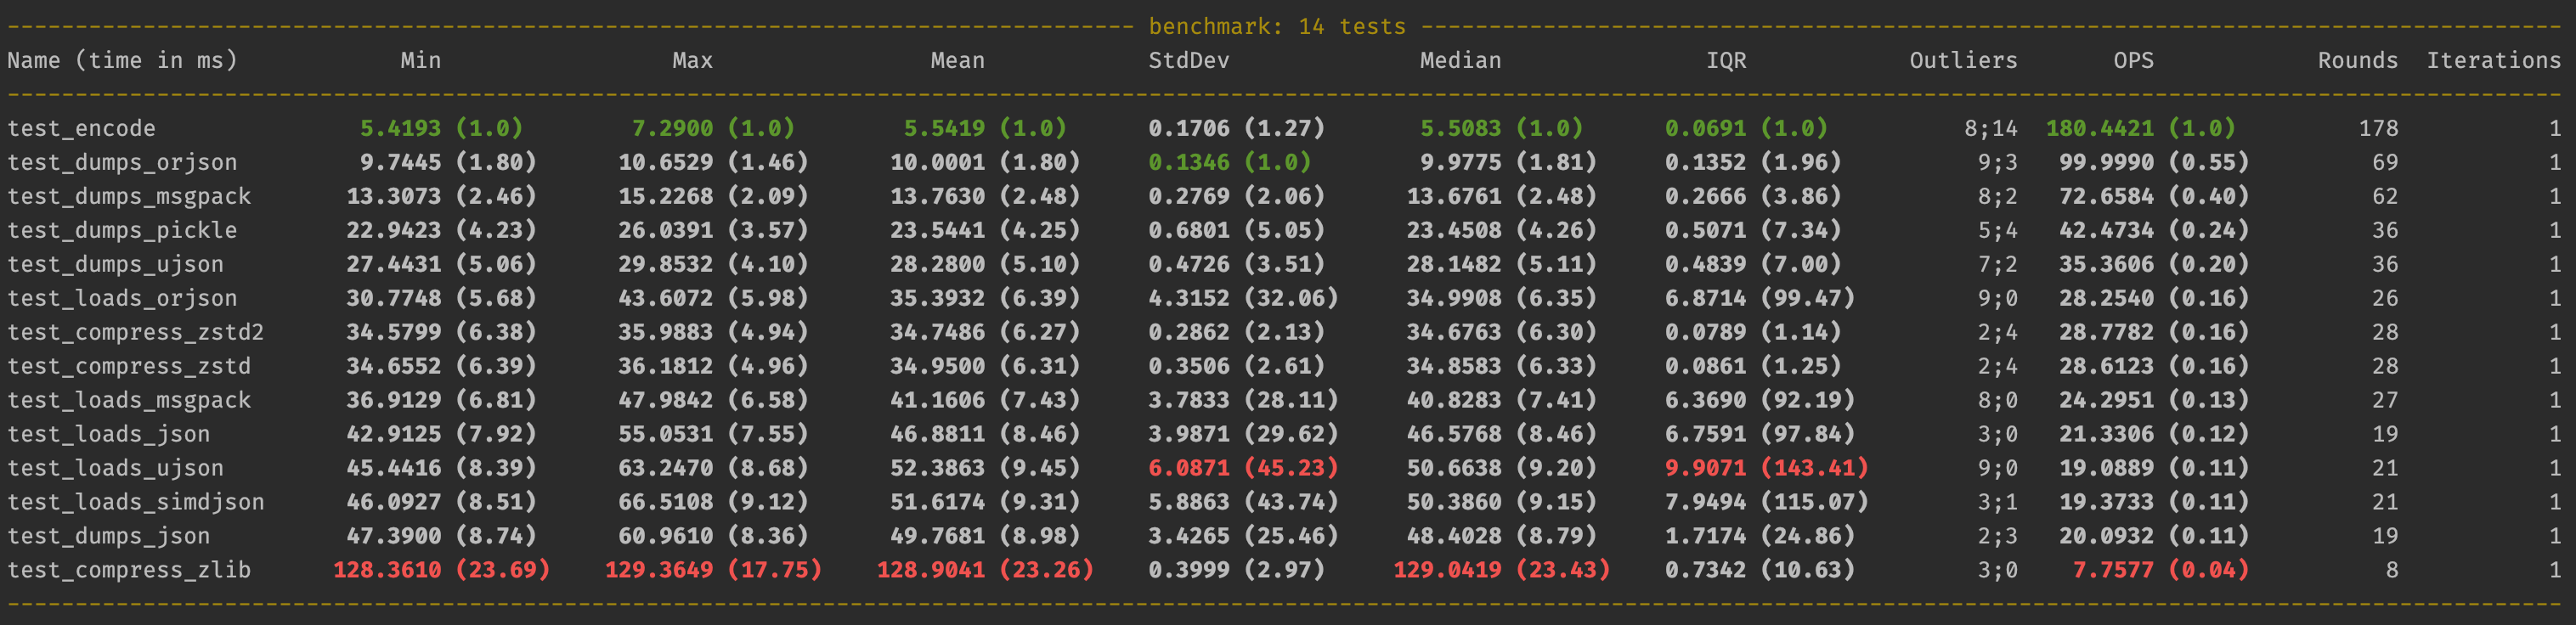 benchmark: 14 tests
Name (time in ms) Min Max Mean StdDev Median IQR Outliers OPS Rounds Iterations
test_encode 5.4193 (1.0) 7.2900 (1.0) 5.5419 (1.0) 0.1706 (1.27) 5.5083 (1.0) 0.0691 (1.0) 8;14 180.4421 (1.0) 178 1
test_dumps_orjson 9.7445 (1.80) 10.6529 (1.46) 10.0001 (1.80) 0.1346 (1.0) 9.9775 (1.81) 0.1352 (1.96) 9;3 99.9990 (0.55) 69 1
test_dumps_msgpack 13.3073 (2.46) 15.2268 (2.09) 13.7630 (2.48) 0.2769 (2.06) 13.6761 (2.48) 0.2666 (3.86) 8;2 72.6584 (0.40) 62 1
test_dumps_pickle 22.9423 (4.23) 26.0391 (3.57) 23.5441 (4.25) 0.6801 (5.05) 23.4508 (4.26) 0.5071 (7.34) 5;4 42.4734 (0.24) 36 1
test_dumps_ujson 27.4431 (5.06) 29.8532 (4.10) 28.2800 (5.10) 0.4726 (3.51) 28.1482 (5.11) 0.4839 (7.00) 7;2 35.3606 (0.20) 36 1
test_loads_orjson 30.7748 (5.68) 43.6072 (5.98) 35.3932 (6.39) 4.3152 (32.06) 34.9908 (6.35) 6.8714 (99.47) 9;0 28.2540 (0.16) 26 1
test_compress_zstd2 34.5799 (6.38) 35.9883 (4.94) 34.7486 (6.27) 0.2862 (2.13) 34.6763 (6.30) 0.0789 (1.14) 2;4 28.7782 (0.16) 28 1
test_compress_zstd 34.6552 (6.39) 36.1812 (4.96) 34.9500 (6.31) 0.3506 (2.61) 34.8583 (6.33) 0.0861 (1.25) 2;4 28.6123 (0.16) 28 1
test_loads_msgpack 36.9129 (6.81) 47.9842 (6.58) 41.1606 (7.43) 3.7833 (28.11) 40.8283 (7.41) 6.3690 (92.19) 8;0 24.2951 (0.13) 27 1
test_loads_json 42.9125 (7.92) 55.0531 (7.55) 46.8811 (8.46) 3.9871 (29.62) 46.5768 (8.46) 6.7591 (97.84) 3;0 21.3306 (0.12) 19 1
test_loads_ujson 45.4416 (8.39) 63.2470 (8.68) 52.3863 (9.45) 6.0871 (45.23) 50.6638 (9.20) 9.9071 (143.41) 9;0 19.0889 (0.11) 21 1
test_loads_simdjson 46.0927 (8.51) 66.5108 (9.12) 51.6174 (9.31) 5.8863 (43.74) 50.3860 (9.15) 7.9494 (115.07) 3;1 19.3733 (0.11) 21 1
test_dumps_json 47.3900 (8.74) 60.9610 (8.36) 49.7681 (8.98) 3.4265 (25.46) 48.4028 (8.79) 1.7174 (24.86) 2;3 20.0932 (0.11) 19 1
test_compress_zlib 128.3610 (23.69) 129.3649 (17.75) 128.9041 (23.26) 0.3999 (2.97) 129.0419 (23.43) 0.7342 (10.63) 3;0 7.7577 (0.04) 8 1